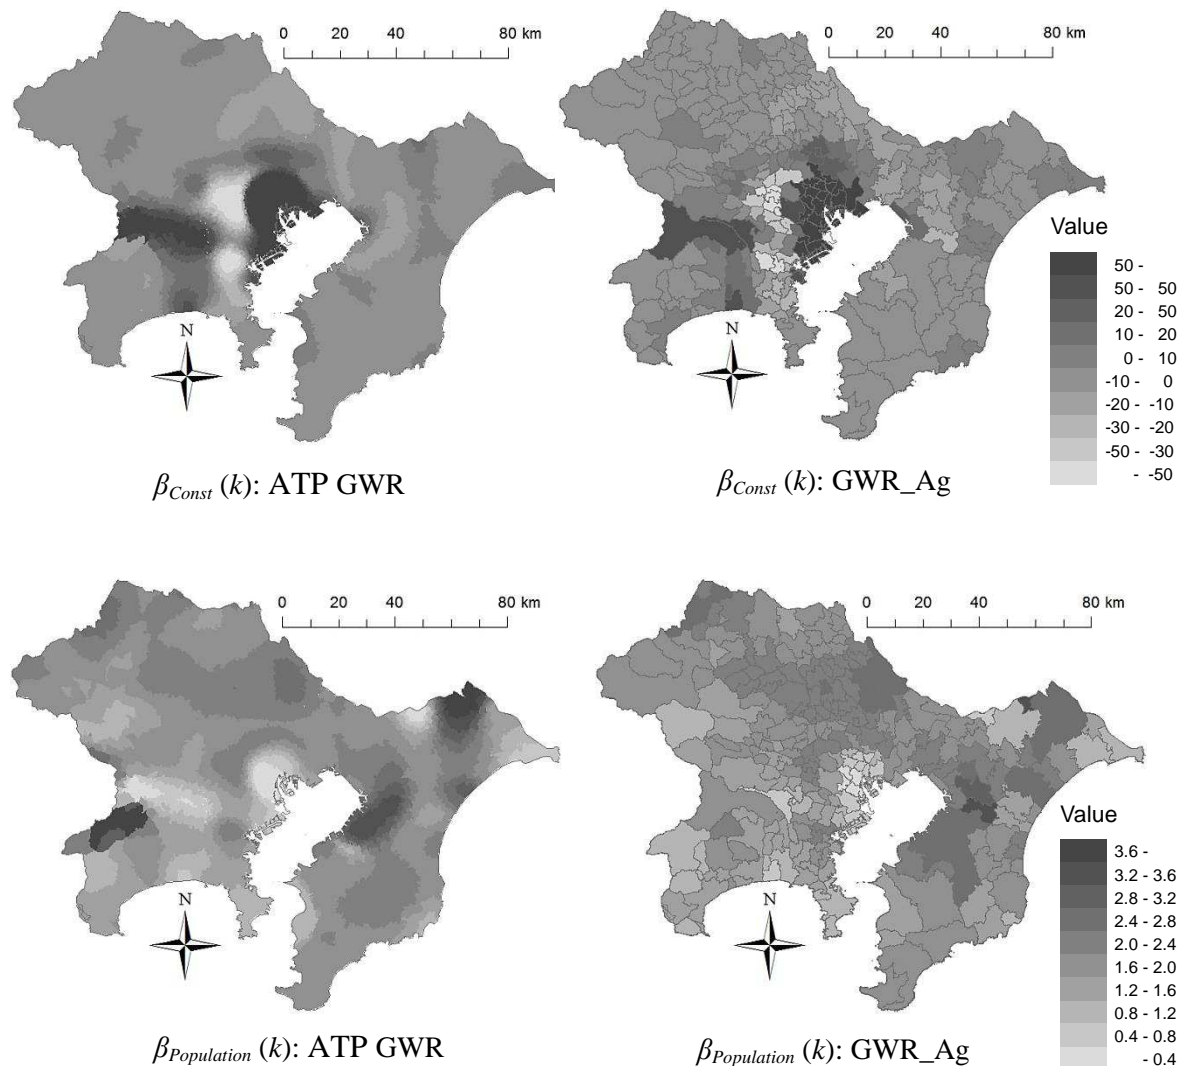 0 20 40 80 km
0 20 40 80 km
N
N
Value
50 -
50 - 50
20 - 50
10 - 20
0 - 10
-10 - 0
-20 - -10
-30 - -20
-50 - -30
- -50
βConst (k): ATP GWR
βConst (k): GWR_Ag
0 20 40 80 km
0 20 40 80 km
N
N
Value
3.6 -
3.2 - 3.6
2.8 - 3.2
2.4 - 2.8
2.0 - 2.4
1.6 - 2.0
1.2 - 1.6
0.8 - 1.2
0.4 - 0.8
- 0.4
βPopulation (k): ATP GWR
βPopulation (k): GWR_Ag